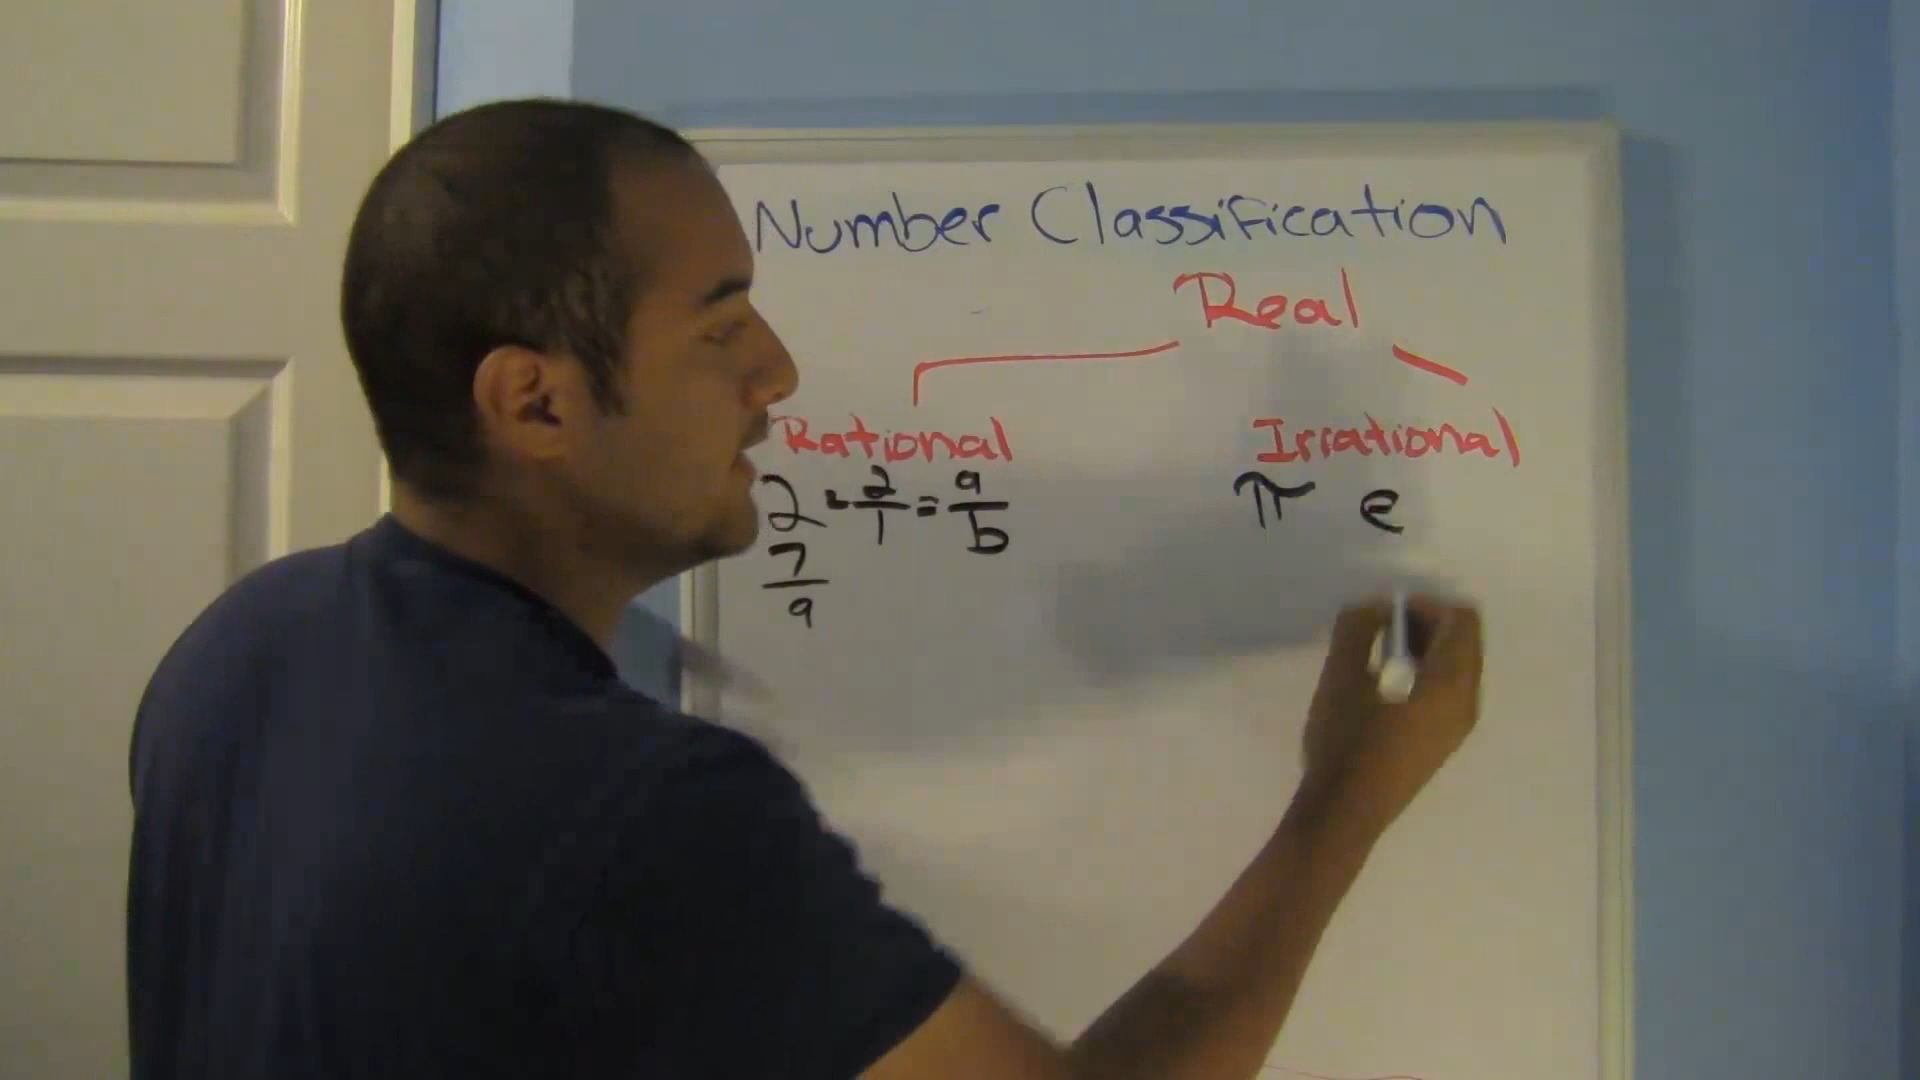 Number Classification
Real
Rational Irrational
2 = 2/1 = a/b π e
7/9